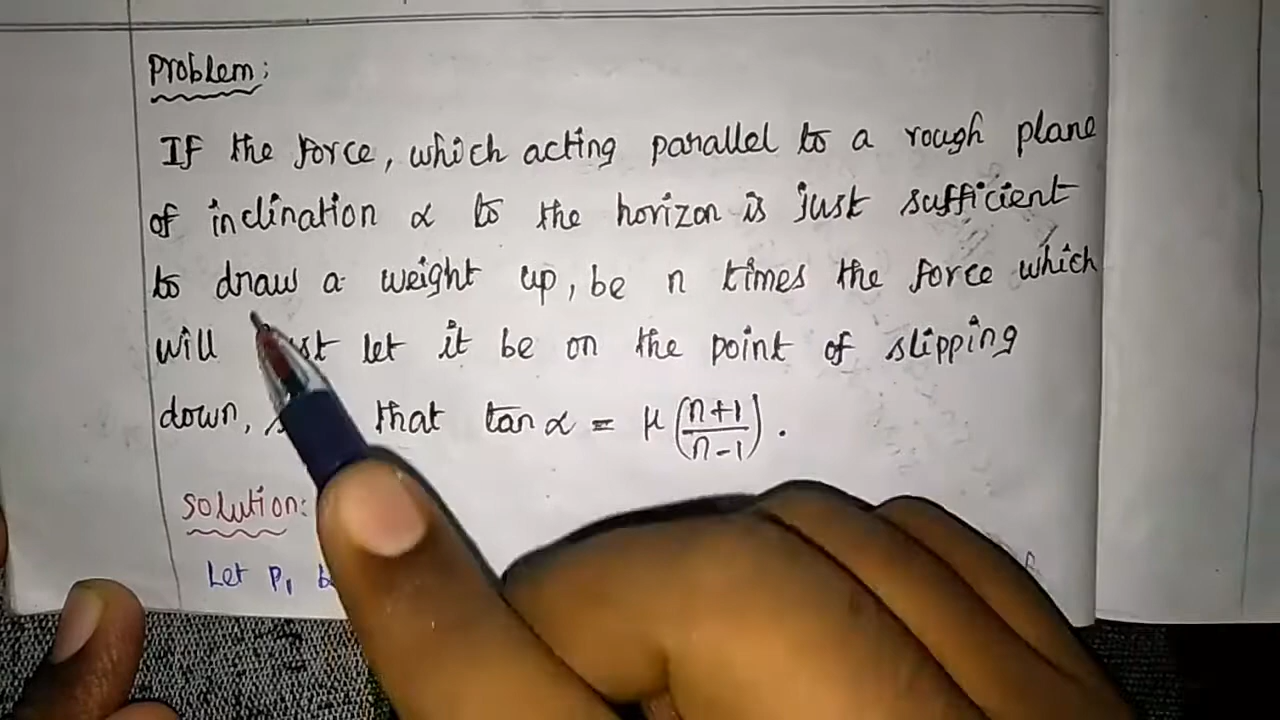 Problem:
If the force, which acting parallel to a rough plane
of inclination α to the horizon is just sufficient
to draw a weight up, be n times the force which
will let it be on the point of slipping
down, that tan α = μ (n+1/n-1).
Solution:
Let P₁